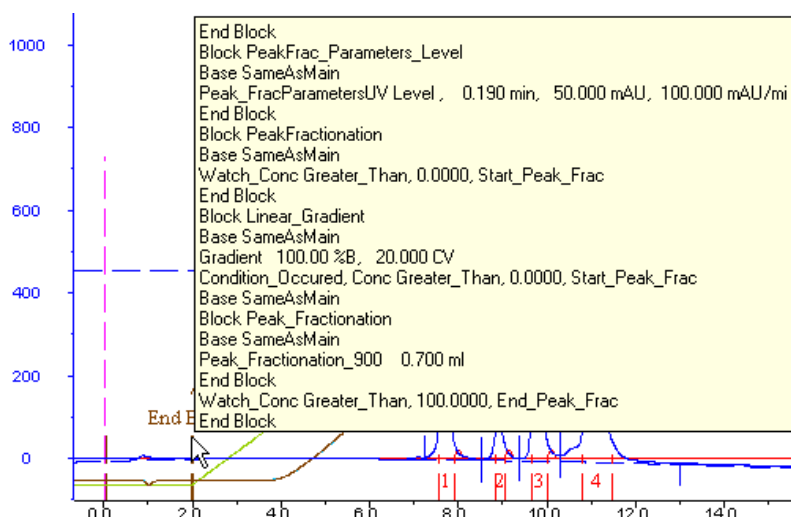 1000
800
600
400
200
0
End Block
Block PeakFrac_Parameters_Level
Base SameAsMain
Peak_FracParametersUV Level , 0.190 min, 50.000 mAU, 100.000 mAU/mi
End Block
Block PeakFractionation
Base SameAsMain
Watch_Conc Greater_Than, 0.0000, Start_Peak_Frac
End Block
Block Linear_Gradient
Base SameAsMain
Gradient 100.00 %B, 20.000 CV
Condition_Occured, Conc Greater_Than, 0.0000, Start_Peak_Frac
Base SameAsMain
Block Peak_Fractionation
Base SameAsMain
Peak_Fractionation_900 0.700 ml
End Block
Watch_Conc Greater_Than, 100.0000, End_Peak_Frac
End Block
End B
1 2 3 4
0.0 2.0 4.0 6.0 8.0 10.0 12.0 14.0